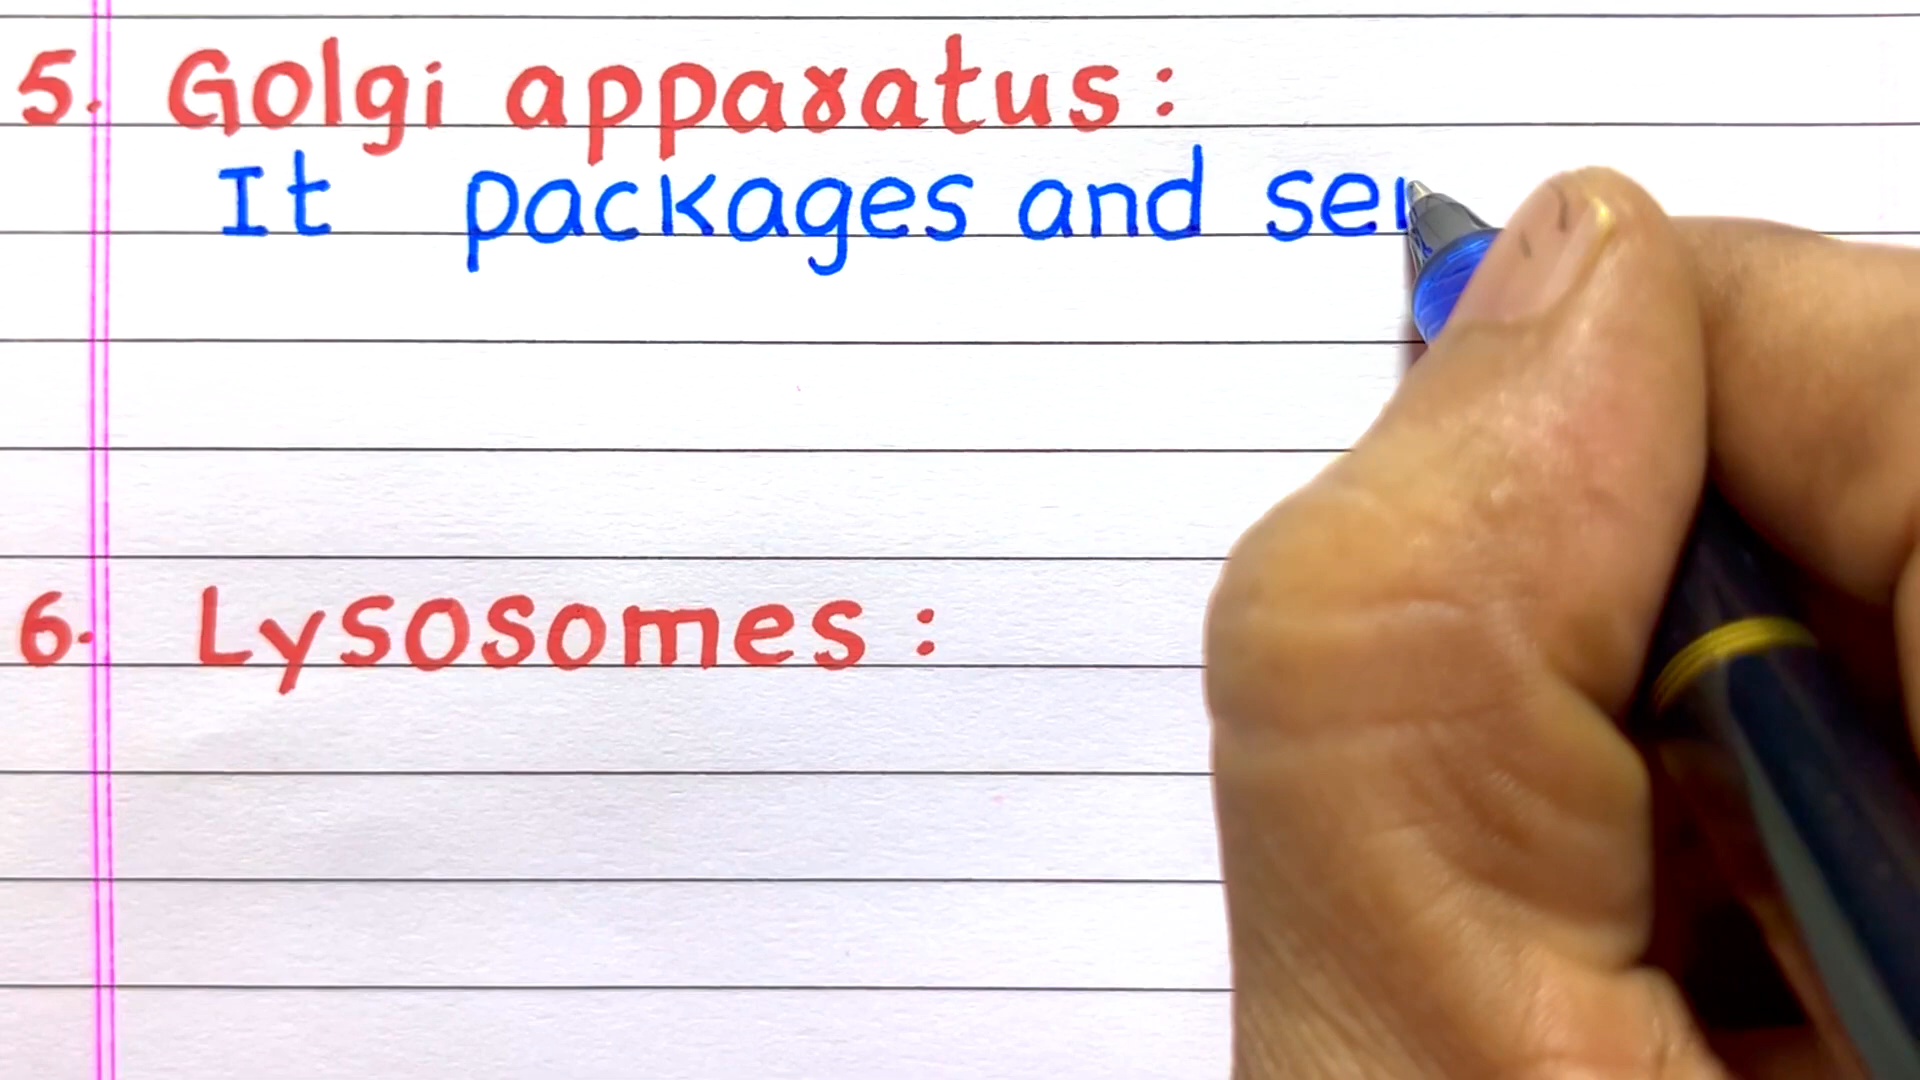 5. Golgi apparatus:
It packages and se
6. Lysosomes: